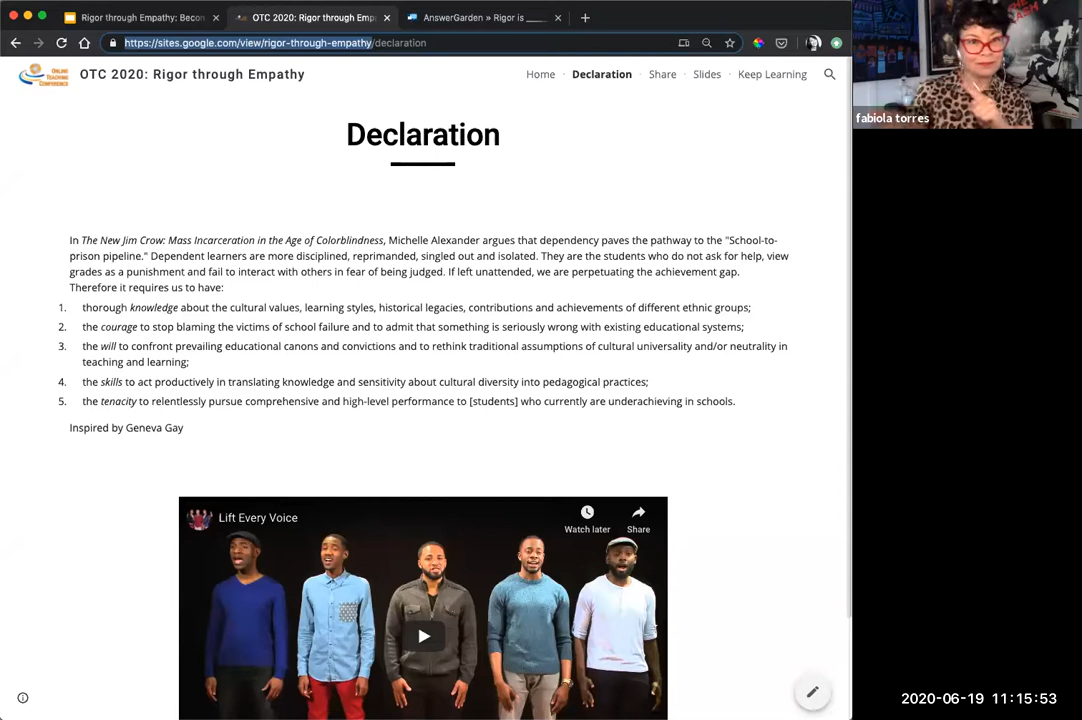 Rigor through Empathy: Becon
OTC 2020: Rigor through Emp
AnswerGarden » Rigor is ____
https://sites.google.com/view/rigor-through-empathy/declaration
ONLINE TEACHING CONFERENCE
OTC 2020: Rigor through Empathy
Home
Declaration
Share
Slides
Keep Learning
fabiola torres
Declaration
In The New Jim Crow: Mass Incarceration in the Age of Colorblindness, Michelle Alexander argues that dependency paves the pathway to the "School-to-
prison pipeline." Dependent learners are more disciplined, reprimanded, singled out and isolated. They are the students who do not ask for help, view
grades as a punishment and fail to interact with others in fear of being judged. If left unattended, we are perpetuating the achievement gap.
Therefore it requires us to have:
1. thorough knowledge about the cultural values, learning styles, historical legacies, contributions and achievements of different ethnic groups;
2. the courage to stop blaming the victims of school failure and to admit that something is seriously wrong with existing educational systems;
3. the will to confront prevailing educational canons and convictions and to rethink traditional assumptions of cultural universality and/or neutrality in
teaching and learning;
4. the skills to act productively in translating knowledge and sensitivity about cultural diversity into pedagogical practices;
5. the tenacity to relentlessly pursue comprehensive and high-level performance to [students] who currently are underachieving in schools.
Inspired by Geneva Gay
Lift Every Voice
Watch later
Share
2020-06-19 11:15:53